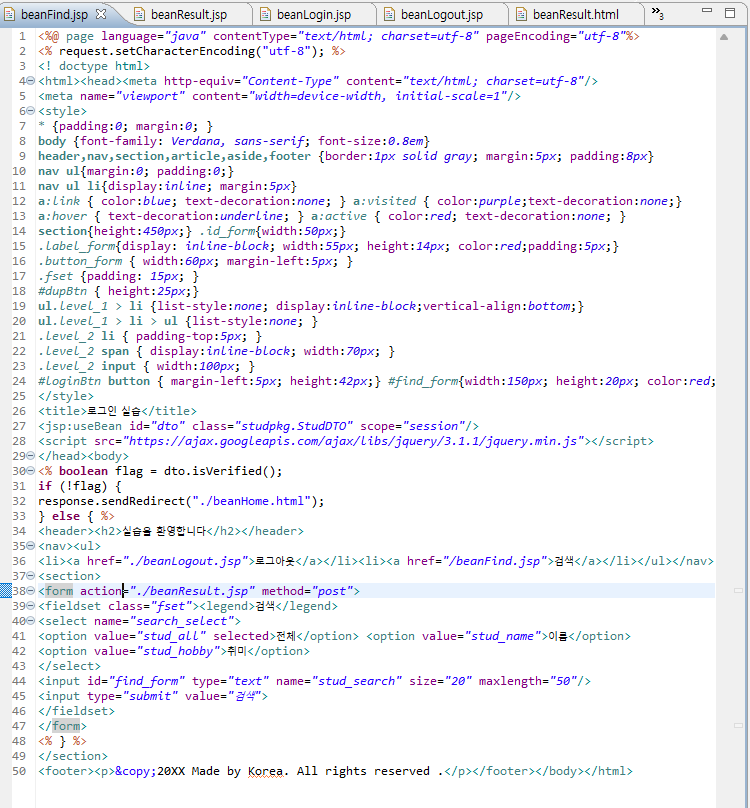 beanFind.jsp beanResult.jsp beanLogin.jsp beanLogout.jsp beanResult.html »3
1 <%@ page language="java" contentType="text/html; charset=utf-8" pageEncoding="utf-8"%>
2 <% request.setCharacterEncoding("utf-8"); %>
3 <! doctype html>
4 <html><head><meta http-equiv="Content-Type" content="text/html; charset=utf-8"/>
5 <meta name="viewport" content="width=device-width, initial-scale=1"/>
6 <style>
7 * {padding:0; margin:0; }
8 body {font-family: Verdana, sans-serif; font-size:0.8em}
9 header,nav,section,article,aside,footer {border:1px solid gray; margin:5px; padding:8px}
10 nav ul{margin:0; padding:0;}
11 nav ul li{display:inline; margin:5px}
12 a:link { color:blue; text-decoration:none; } a:visited { color:purple;text-decoration:none;}
13 a:hover { text-decoration:underline; } a:active { color:red; text-decoration:none; }
14 section{height:450px;} .id_form{width:50px;}
15 .label_form{display: inline-block; width:55px; height:14px; color:red;padding:5px;}
16 .button_form { width:60px; margin-left:5px; }
17 .fset {padding: 15px; }
18 #dupBtn { height:25px;}
19 ul.level_1 > li {list-style:none; display:inline-block;vertical-align:bottom;}
20 ul.level_1 > li > ul {list-style:none; }
21 .level_2 li { padding-top:5px; }
22 .level_2 span { display:inline-block; width:70px; }
23 .level_2 input { width:100px; }
24 #loginBtn button { margin-left:5px; height:42px;} #find_form{width:150px; height:20px; color:red;
25 </style>
26 <title>로그인 실습</title>
27 <jsp:useBean id="dto" class="studpkg.StudDTO" scope="session"/>
28 <script src="https://ajax.googleapis.com/ajax/libs/jquery/3.1.1/jquery.min.js"></script>
29 </head><body>
30 <% boolean flag = dto.isVerified();
31 if (!flag) {
32 response.sendRedirect("./beanHome.html");
33 } else { %>
34 <header><h2>실습을 환영합니다</h2></header>
35 <nav><ul>
36 <li><a href="./beanLogout.jsp">로그아웃</a></li><li><a href="/beanFind.jsp">검색</a></li></ul></nav>
37 <section>
38 <form action="./beanResult.jsp" method="post">
39 <fieldset class="fset"><legend>검색</legend>
40 <select name="search_select">
41 <option value="stud_all" selected>전체</option> <option value="stud_name">이름</option>
42 <option value="stud_hobby">취미</option>
43 </select>
44 <input id="find_form" type="text" name="stud_search" size="20" maxlength="50"/>
45 <input type="submit" value="검색">
46 </fieldset>
47 </form>
48 <% } %>
49 </section>
50 <footer><p>&copy;20XX Made by Korea. All rights reserved .</p></footer></body></html>